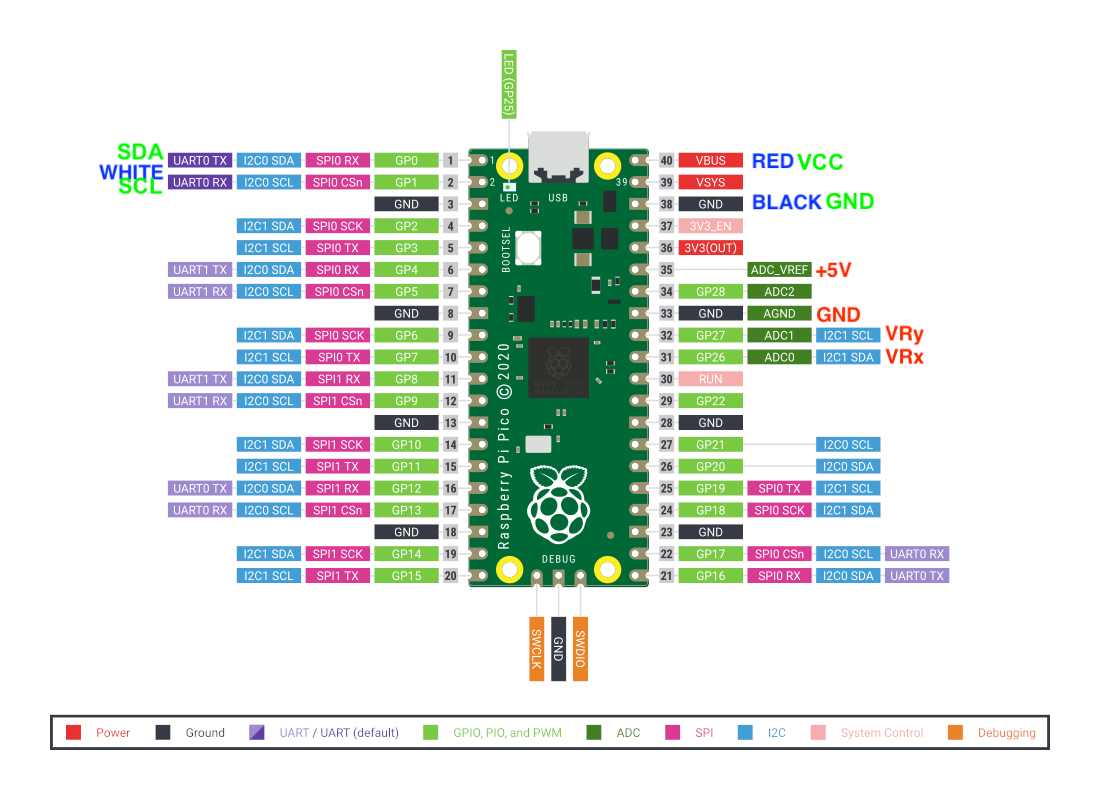 LED (GP25)
SDA UART0 TX I2C0 SDA SPI0 RX GP0 1 1 40 VBUS RED VCC
WHITE
SCL UART0 RX I2C0 SCL SPI0 CSn GP1 2 2 LED USB 39 39 VSYS
GND 3 38 GND BLACK GND
I2C1 SDA SPI0 SCK GP2 4 37 3V3_EN
I2C1 SCL SPI0 TX GP3 5 BOOTSEL 36 3V3(OUT)
UART1 TX I2C0 SDA SPI0 RX GP4 6 35 ADC_VREF +5V
UART1 RX I2C0 SCL SPI0 CSn GP5 7 34 GP28 ADC2
GND 8 33 GND AGND GND
I2C1 SDA SPI0 SCK GP6 9 32 GP27 ADC1 I2C1 SCL VRy
I2C1 SCL SPI0 TX GP7 10 31 GP26 ADC0 I2C1 SDA VRx
UART1 TX I2C0 SDA SPI1 RX GP8 11 30 RUN
UART1 RX I2C0 SCL SPI1 CSn GP9 12 29 GP22
GND 13 28 GND
I2C1 SDA SPI1 SCK GP10 14 27 GP21 I2C0 SCL
I2C1 SCL SPI1 TX GP11 15 26 GP20 I2C0 SDA
UART0 TX I2C0 SDA SPI1 RX GP12 16 25 GP19 SPI0 TX I2C1 SCL
UART0 RX I2C0 SCL SPI1 CSn GP13 17 24 GP18 SPI0 SCK I2C1 SDA
GND 18 23 GND
I2C1 SDA SPI1 SCK GP14 19 22 GP17 SPI0 CSn I2C0 SCL UART0 RX
I2C1 SCL SPI1 TX GP15 20 21 GP16 SPI0 RX I2C0 SDA UART0 TX
Raspberry Pi Pico © 2020
DEBUG
SWCLK GND SWDIO
Power Ground UART / UART (default) GPIO, PIO, and PWM ADC SPI I2C System Control Debugging